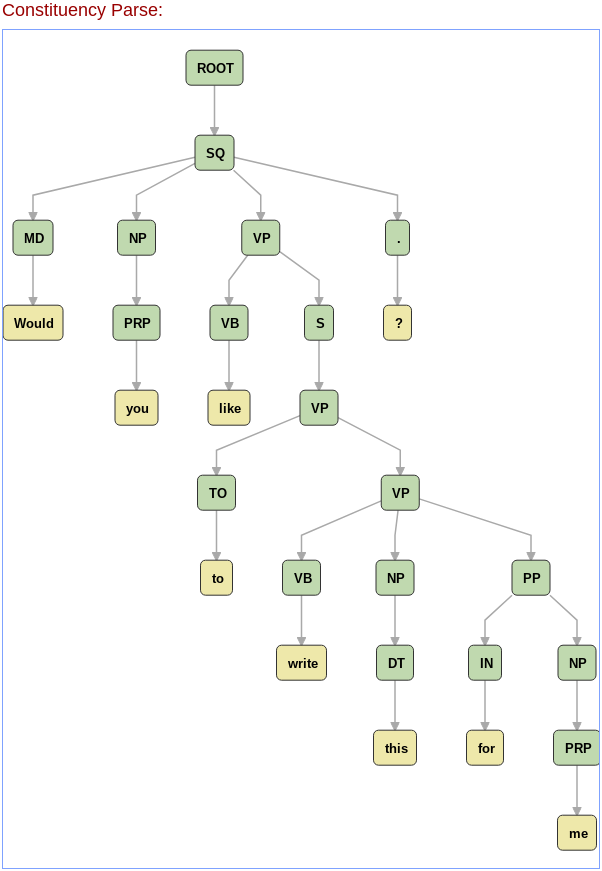 Constituency Parse:
ROOT
SQ
MD NP VP .
Would PRP VB S ?
you like VP
TO VP
to VB NP PP
write DT IN NP
this for PRP
me